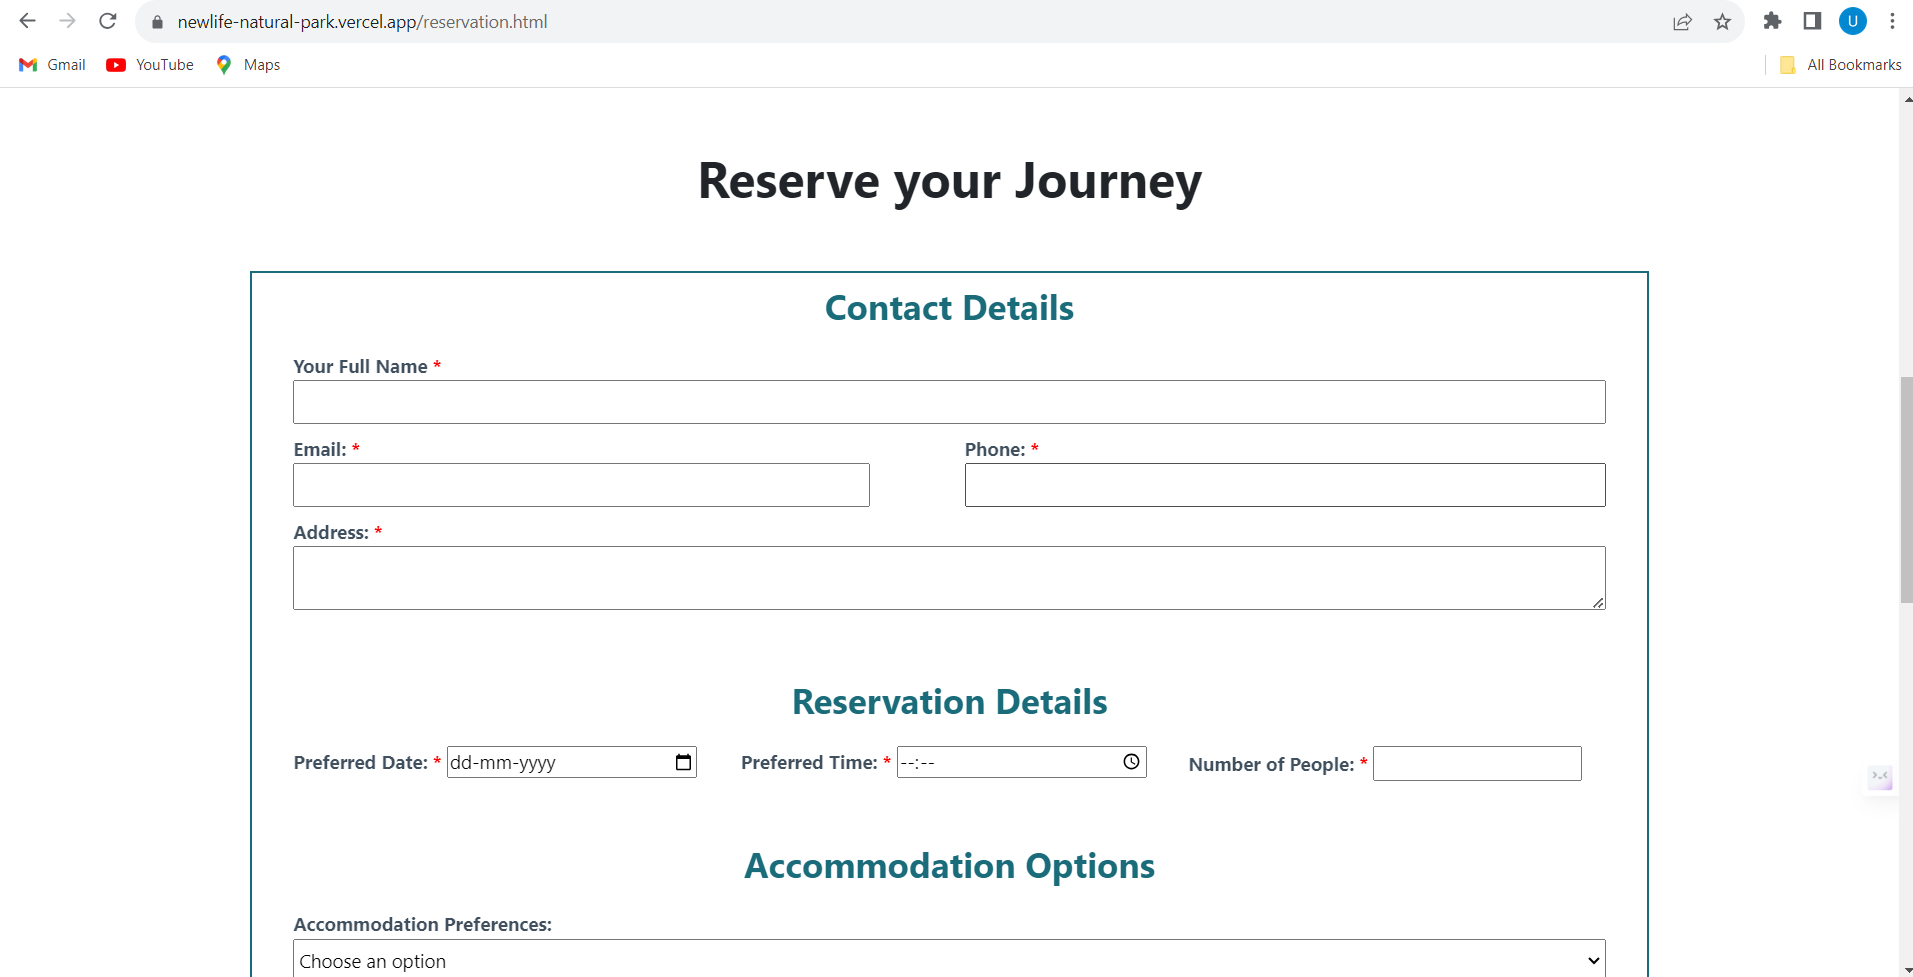 newlife-natural-park.vercel.app/reservation.html
U
Gmail YouTube Maps All Bookmarks
Reserve your Journey
Contact Details
Your Full Name *
Email: * Phone: *
Address: *
Reservation Details
Preferred Date: * dd-mm-yyyy Preferred Time: * --:-- Number of People: *
Accommodation Options
Accommodation Preferences:
Choose an option